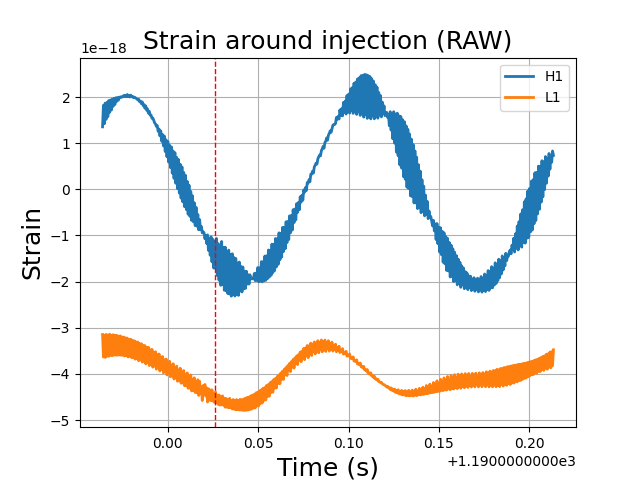 Strain around injection (RAW)
1e−18
H1
L1
2
1
0
−1
−2
−3
−4
−5
Strain
0.00 0.05 0.10 0.15 0.20
+1.1900000000e3
Time (s)